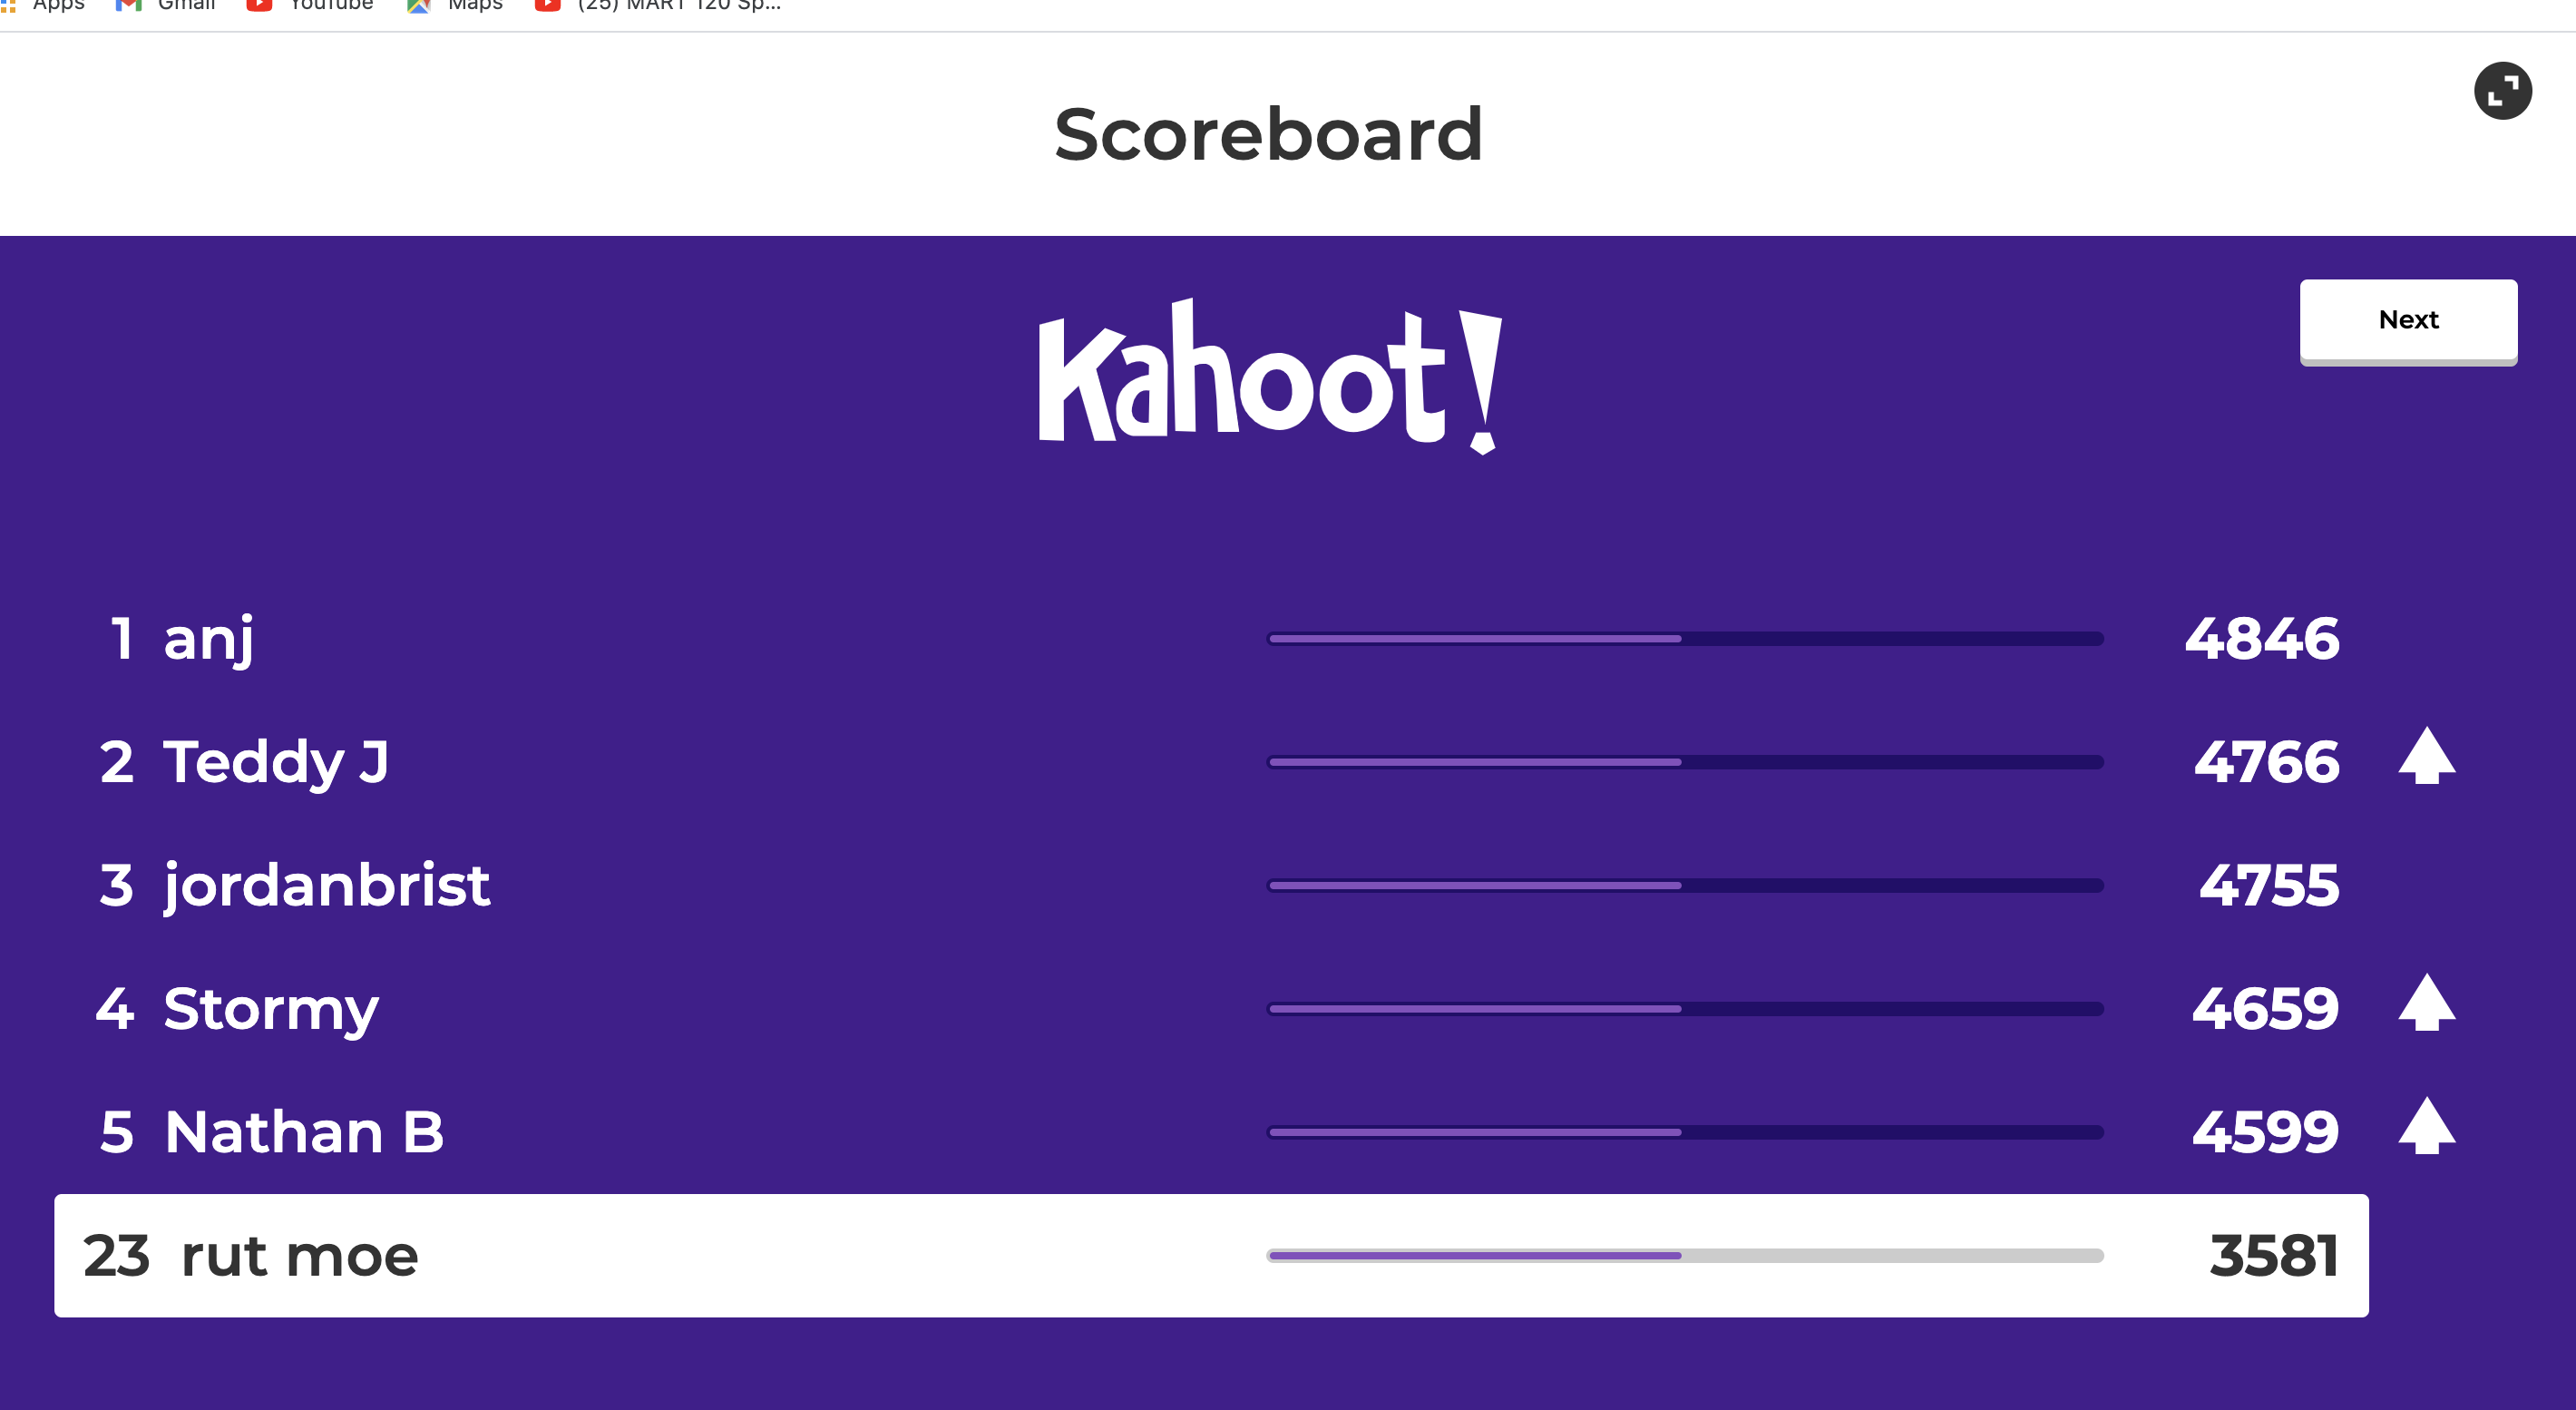 Apps Gmail YouTube Maps (25) MART 120 Sp...
Scoreboard
Kahoot!
Next
1 anj 4846
2 Teddy J 4766
3 jordanbrist 4755
4 Stormy 4659
5 Nathan B 4599
23 rut moe 3581